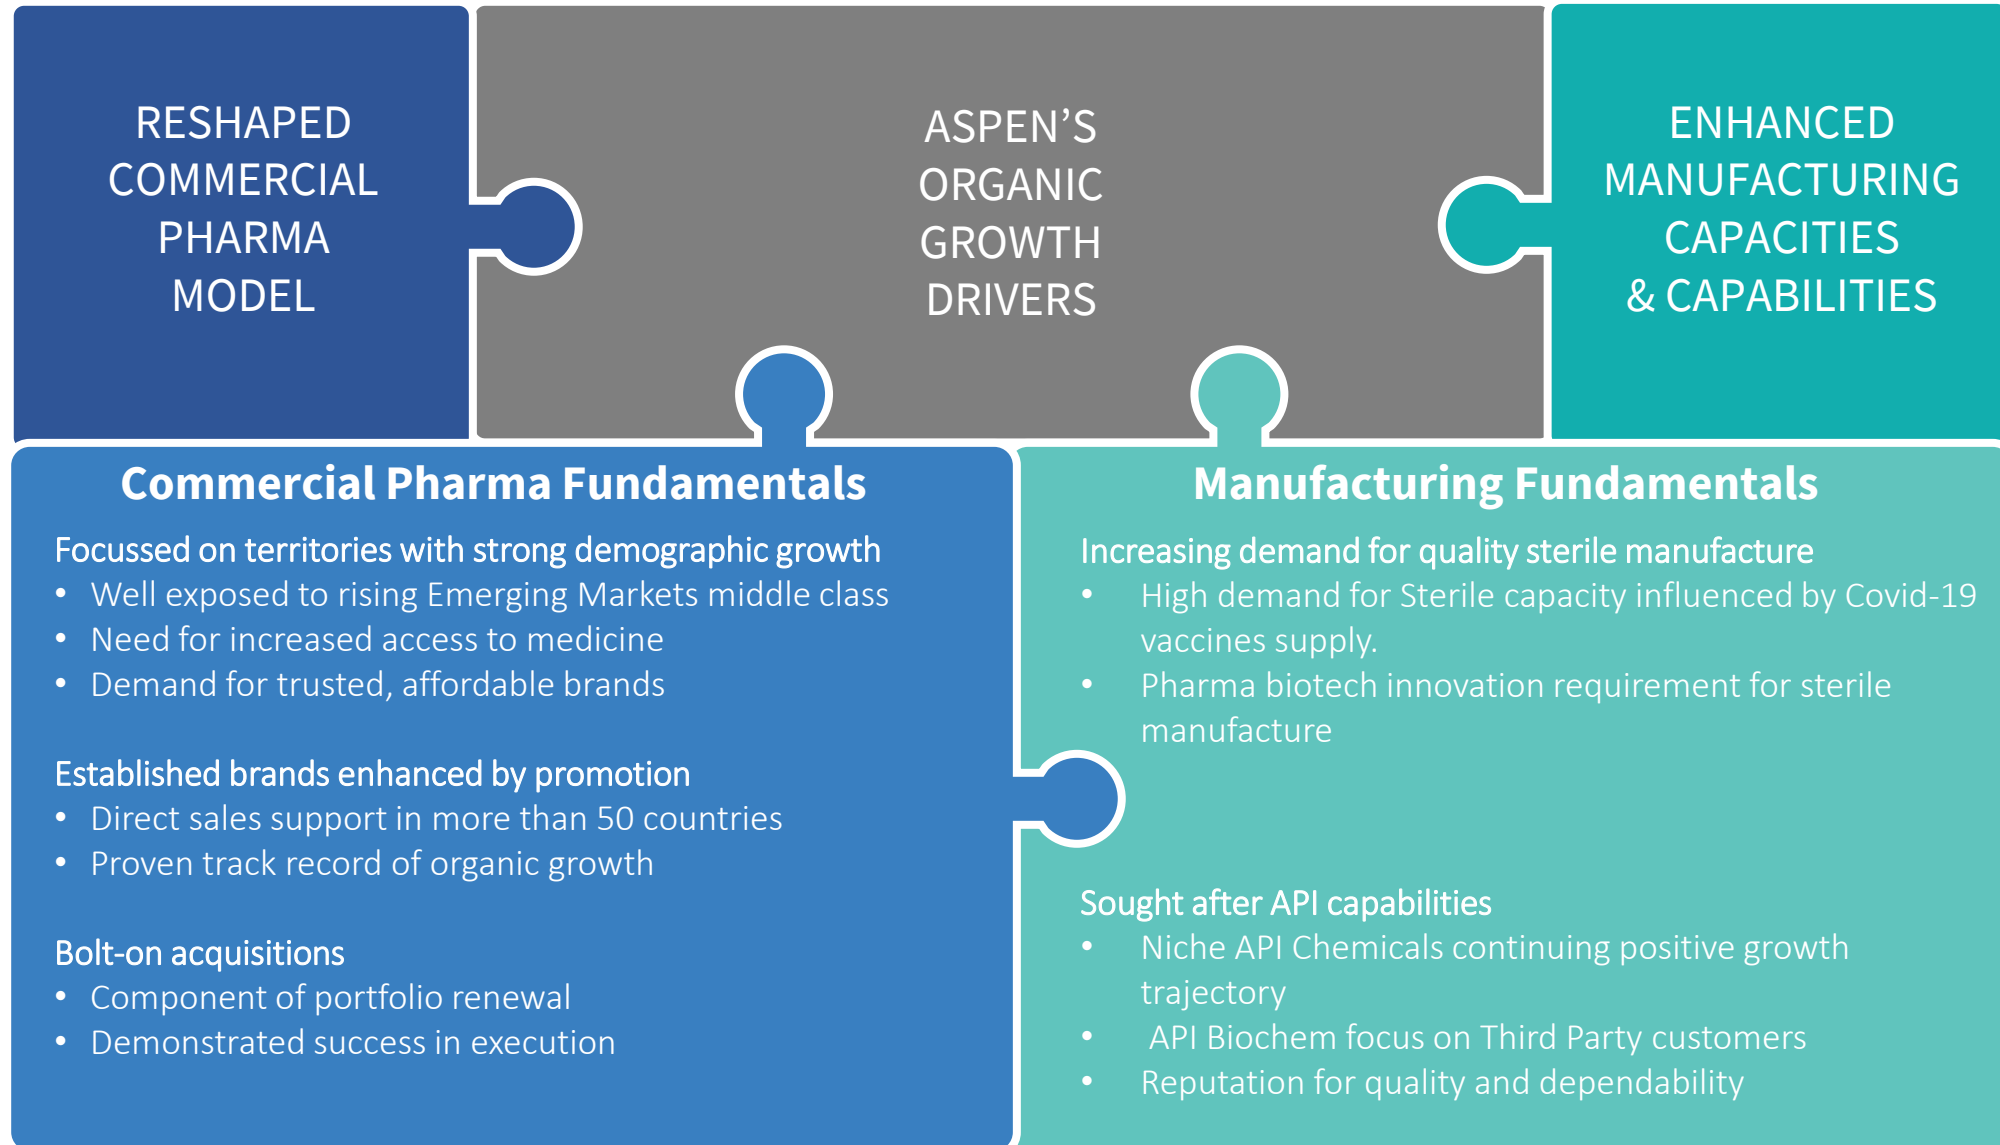 RESHAPED
COMMERCIAL
PHARMA
MODEL
ASPEN’S
ORGANIC
GROWTH
DRIVERS
ENHANCED
MANUFACTURING
CAPACITIES
& CAPABILITIES
Commercial Pharma Fundamentals
Focussed on territories with strong demographic growth
• Well exposed to rising Emerging Markets middle class
• Need for increased access to medicine
• Demand for trusted, affordable brands
Established brands enhanced by promotion
• Direct sales support in more than 50 countries
• Proven track record of organic growth
Bolt-on acquisitions
• Component of portfolio renewal
• Demonstrated success in execution
Manufacturing Fundamentals
Increasing demand for quality sterile manufacture
• High demand for Sterile capacity influenced by Covid-19
vaccines supply.
• Pharma biotech innovation requirement for sterile
manufacture
Sought after API capabilities
• Niche API Chemicals continuing positive growth
trajectory
• API Biochem focus on Third Party customers
• Reputation for quality and dependability